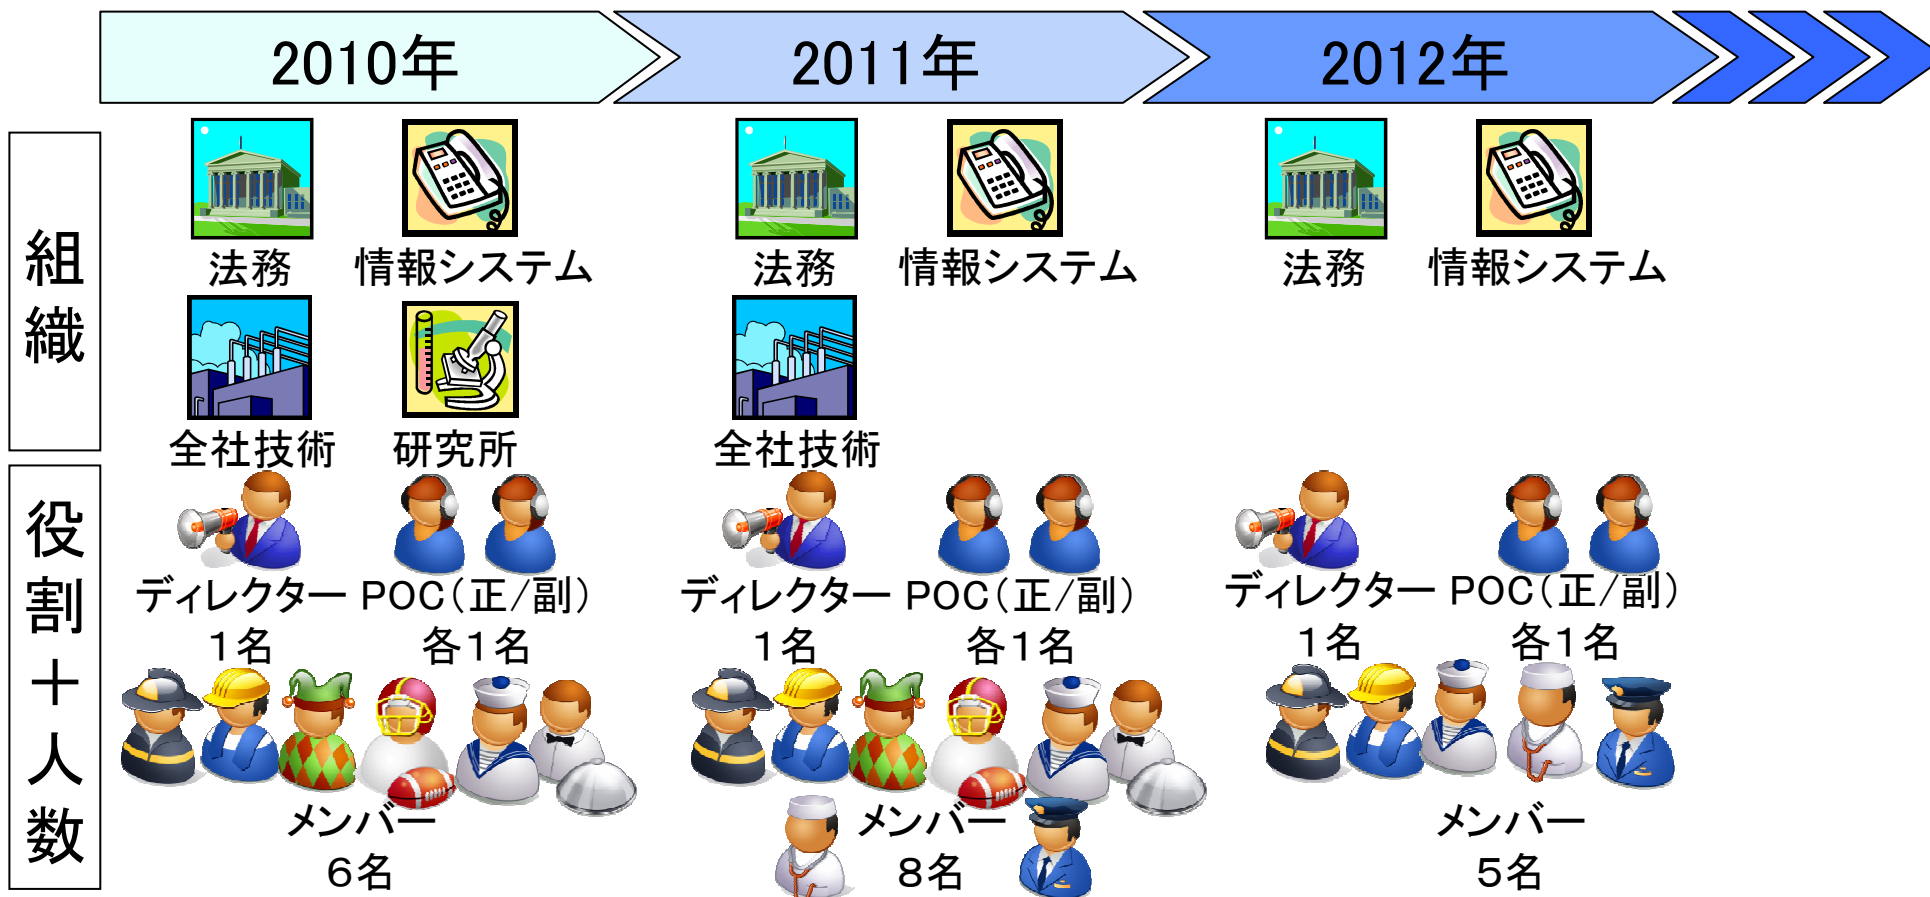 2010年
2011年
2012年
組織
法務
情報システム
法務
情報システム
法務
情報システム
全社技術
研究所
全社技術
役割＋人数
ディレクター
1名
POC（正/副）
各1名
ディレクター
1名
POC（正/副）
各1名
ディレクター
1名
POC（正/副）
各1名
メンバー
6名
メンバー
8名
メンバー
5名